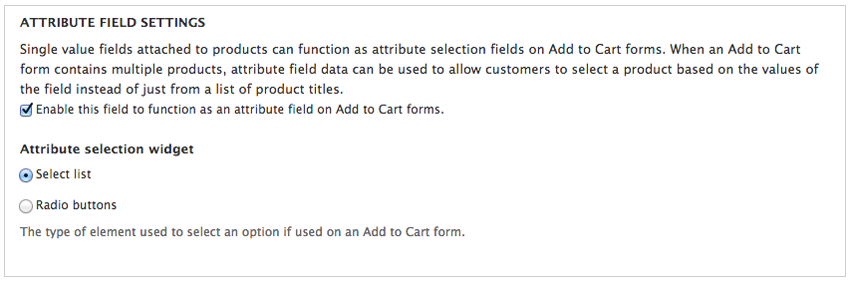 ATTRIBUTE FIELD SETTINGS
Single value fields attached to products can function as attribute selection fields on Add to Cart forms. When an Add to Cart
form contains multiple products, attribute field data can be used to allow customers to select a product based on the values of
the field instead of just from a list of product titles.
Enable this field to function as an attribute field on Add to Cart forms.
Attribute selection widget
Select list
Radio buttons
The type of element used to select an option if used on an Add to Cart form.